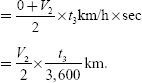 = (0 + V₂)/2 × t₃ km/h × sec
= V₂/2 × t₃/3,600 km.